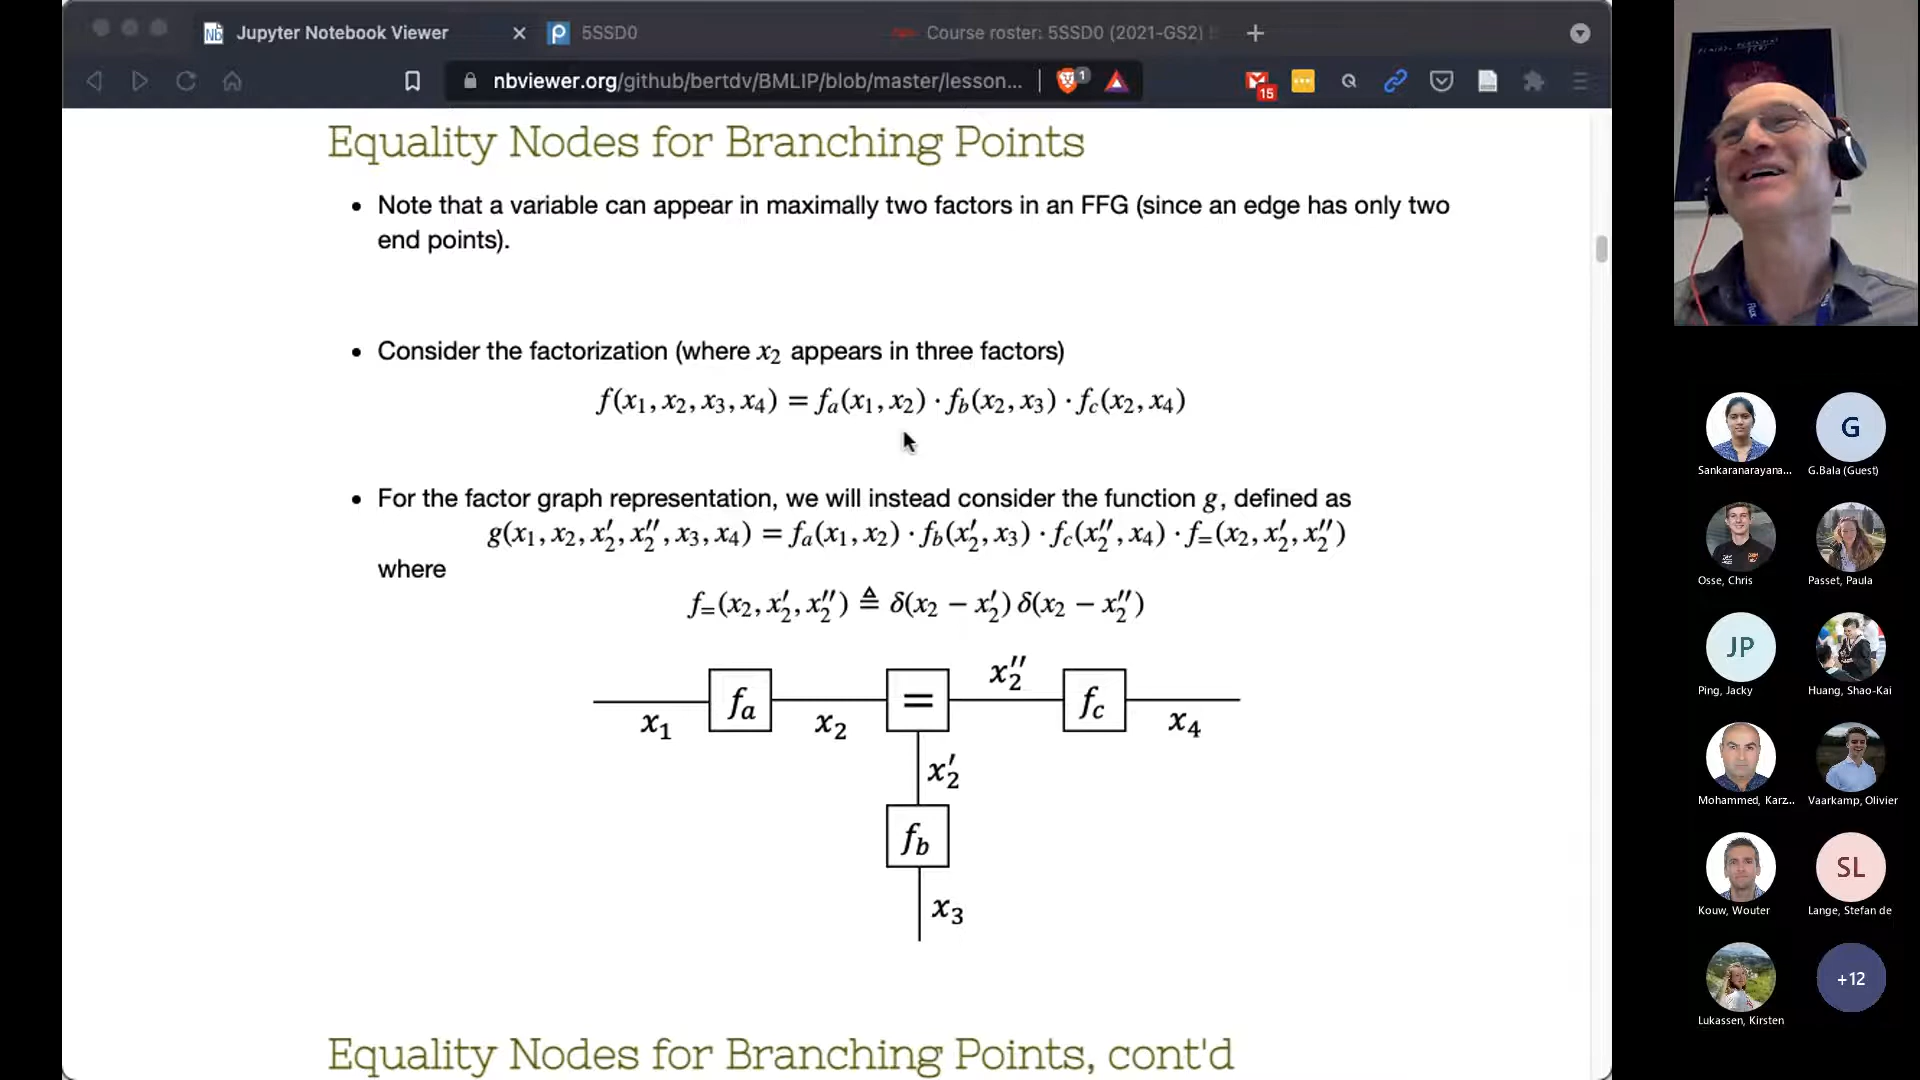 Jupyter Notebook Viewer
5SSD0
Course roster: 5SSD0 (2021-GS2)
nbviewer.org/github/bertdv/BMLIP/blob/master/lesson...
1
15
Equality Nodes for Branching Points
• Note that a variable can appear in maximally two factors in an FFG (since an edge has only two
end points).
• Consider the factorization (where x₂ appears in three factors)
f(x₁, x₂, x₃, x₄) = fₐ(x₁, x₂) · f_b(x₂, x₃) · f_c(x₂, x₄)
• For the factor graph representation, we will instead consider the function g, defined as
g(x₁, x₂, x₂′, x₂″, x₃, x₄) = fₐ(x₁, x₂) · f_b(x₂′, x₃) · f_c(x₂″, x₄) · f₌(x₂, x₂′, x₂″)
where
f₌(x₂, x₂′, x₂″) ≜ δ(x₂ − x₂′) δ(x₂ − x₂″)
x₂″
fₐ = f_c
x₁ x₂ x₄
x₂′
f_b
x₃
Equality Nodes for Branching Points, cont'd
G
Sankaranarayana... G.Bala (Guest)
Osse, Chris Passet, Paula
JP
Ping, Jacky Huang, Shao-Kai
Mohammed, Karz... Vaarkamp, Olivier
SL
Kouw, Wouter Lange, Stefan de
+12
Lukassen, Kirsten